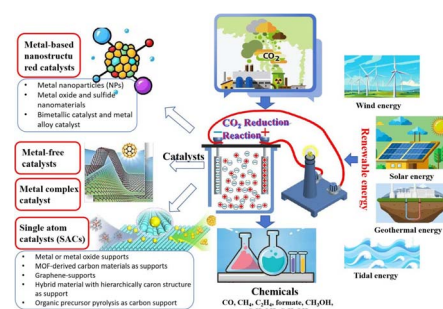 Metal-based
nanostructu
red catalysts
• Metal nanoparticles (NPs)
• Metal oxide and sulfide
nanomaterials
• Bimetallic catalyst and metal
alloy catalyst
Metal-free
catalysts
Metal complex
catalyst
Single atom
catalysts (SACs)
• Metal or metal oxide supports
• MOF-derived carbon materials as supports
• Graphene-supports
• Hybrid material with hierarchically caron structure
as support
• Organic precursor pyrolysis as carbon support
Catalysts
CO₂
CO₂ Reduction
Reaction
Chemicals
CO, CH₄, C₂H₄, formate, CH₃OH,
Renewable energy
Wind energy
Solar energy
Geothermal energy
Tidal energy